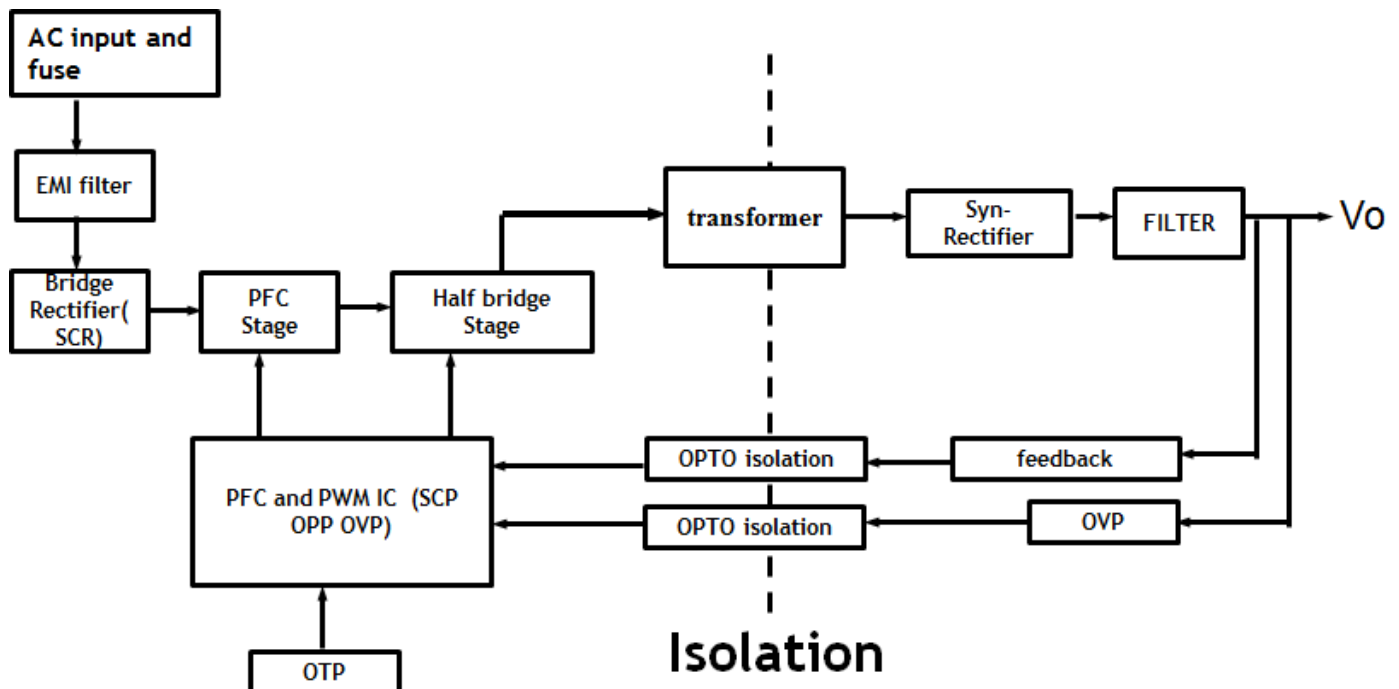 AC input and
fuse
EMI filter
Bridge
Rectifier(
SCR)
PFC
Stage
Half bridge
Stage
transformer
Syn-
Rectifier
FILTER
Vo
OPTO isolation
feedback
PFC and PWM IC (SCP
OPP OVP)
OPTO isolation
OVP
OTP
Isolation